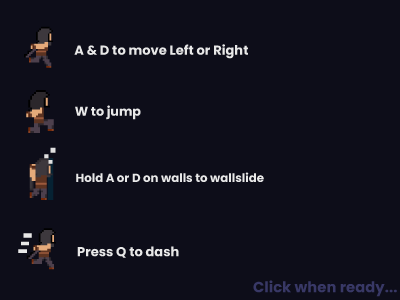 A & D to move Left or Right
W to jump
Hold A or D on walls to wallslide
Press Q to dash
Click when ready...